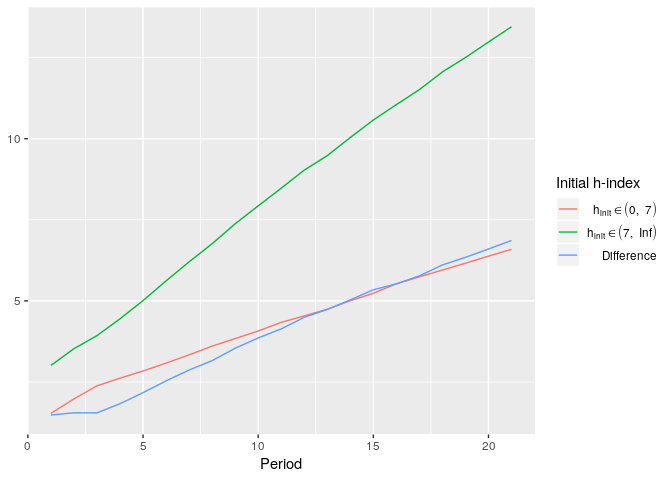 10
5
0
5
10
15
20
Period
Initial h-index
h_Init ∈ (0, 7)
h_Init ∈ (7, Inf)
Difference